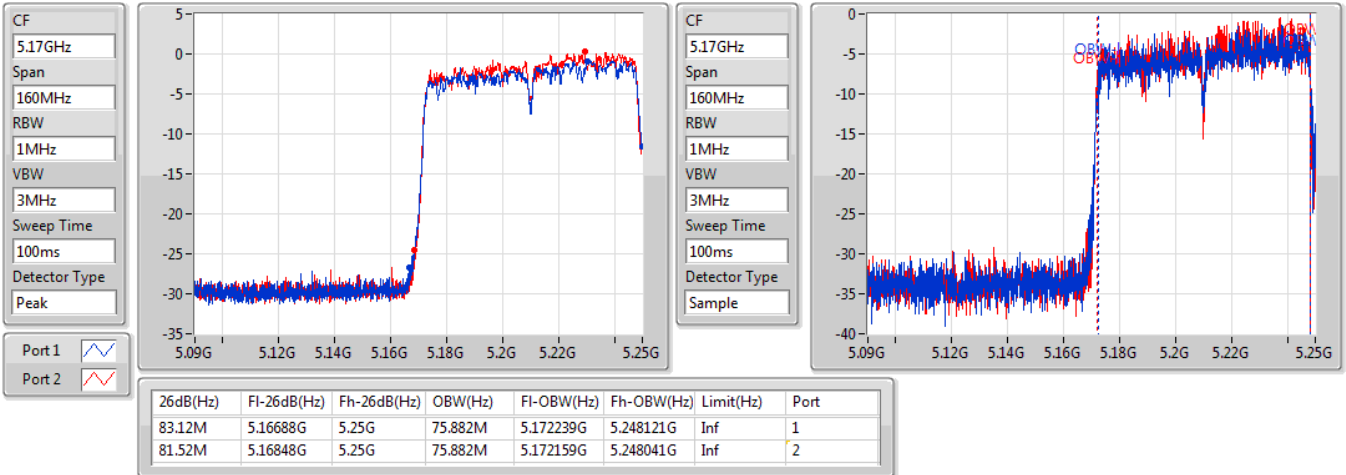 CF
5.17GHz
Span
160MHz
RBW
1MHz
VBW
3MHz
Sweep Time
100ms
Detector Type
Peak
5
0
-5
-10
-15
-20
-25
-30
-35
5.09G 5.12G 5.14G 5.16G 5.18G 5.2G 5.22G 5.25G
CF
5.17GHz
Span
160MHz
RBW
1MHz
VBW
3MHz
Sweep Time
100ms
Detector Type
Sample
0
-5
-10
-15
-20
-25
-30
-35
-40
5.09G 5.12G 5.14G 5.16G 5.18G 5.2G 5.22G 5.25G
Port 1
Port 2
26dB(Hz) Fl-26dB(Hz) Fh-26dB(Hz) OBW(Hz) Fl-OBW(Hz) Fh-OBW(Hz) Limit(Hz) Port
83.12M 5.16688G 5.25G 75.882M 5.172239G 5.248121G Inf 1
81.52M 5.16848G 5.25G 75.882M 5.172159G 5.248041G Inf 2